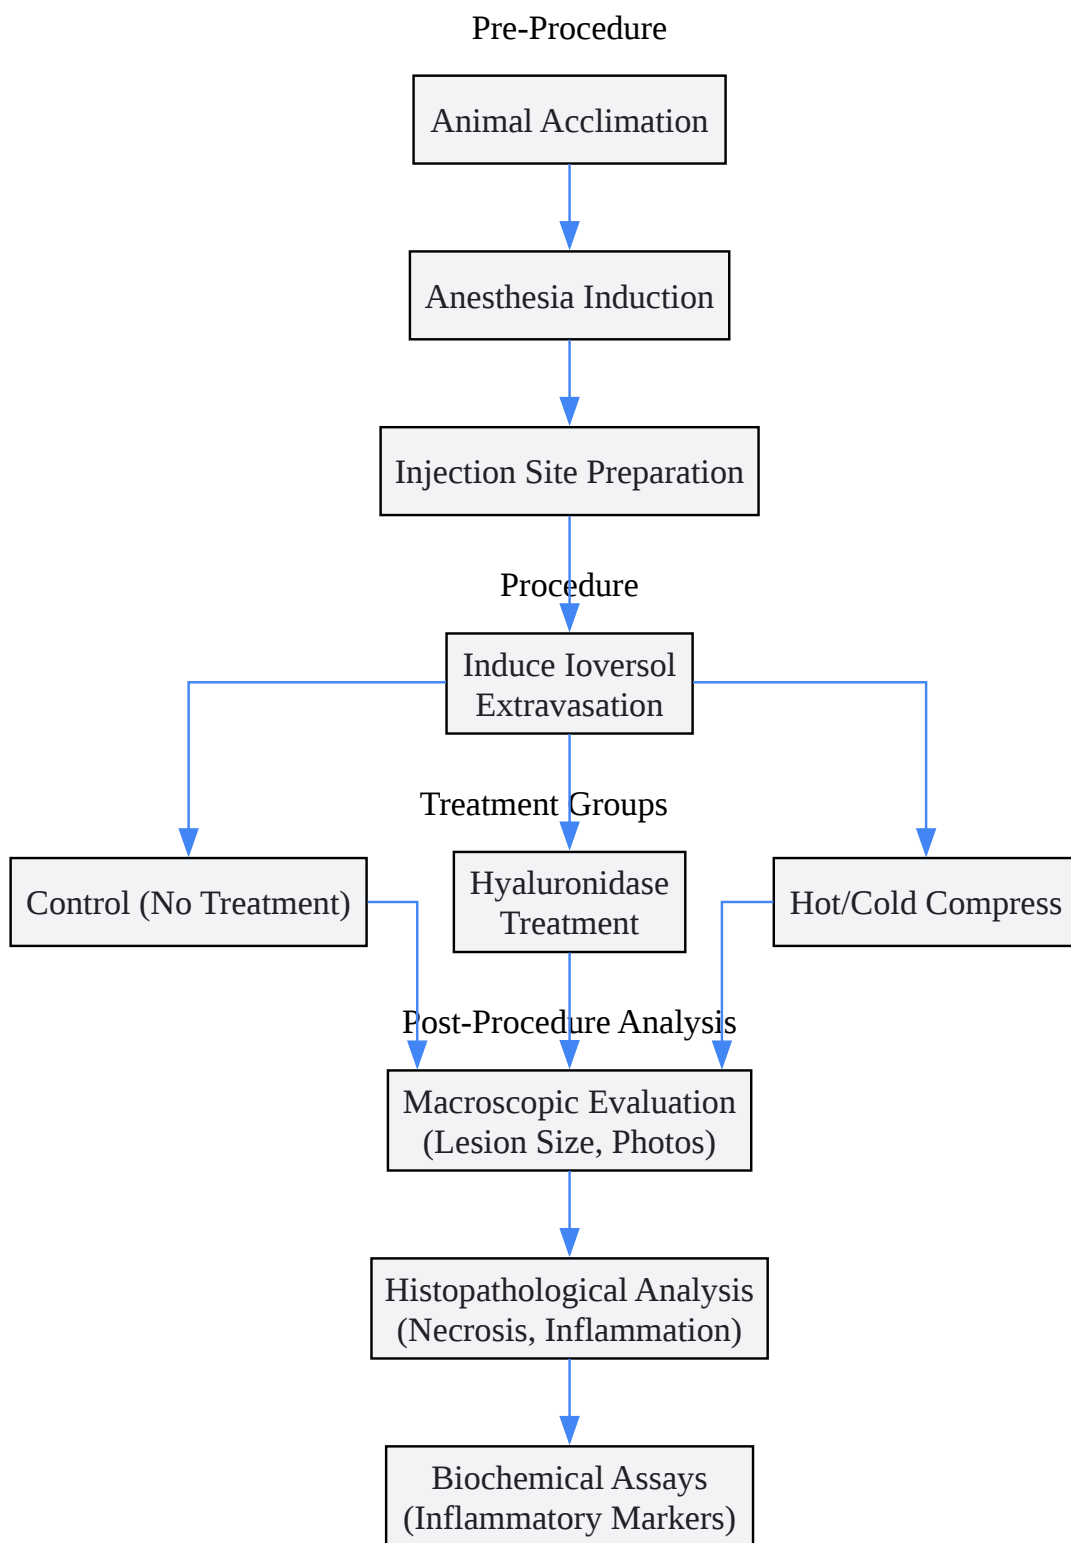 Pre-Procedure
Animal Acclimation
Anesthesia Induction
Injection Site Preparation
Procedure
Induce Ioversol
Extravasation
Treatment Groups
Control (No Treatment)
Hyaluronidase
Treatment
Hot/Cold Compress
Post-Procedure Analysis
Macroscopic Evaluation
(Lesion Size, Photos)
Histopathological Analysis
(Necrosis, Inflammation)
Biochemical Assays
(Inflammatory Markers)